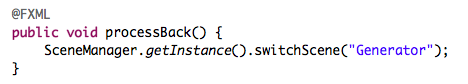 @FXML
public void processBack() {
    SceneManager.getInstance().switchScene("Generator");
}